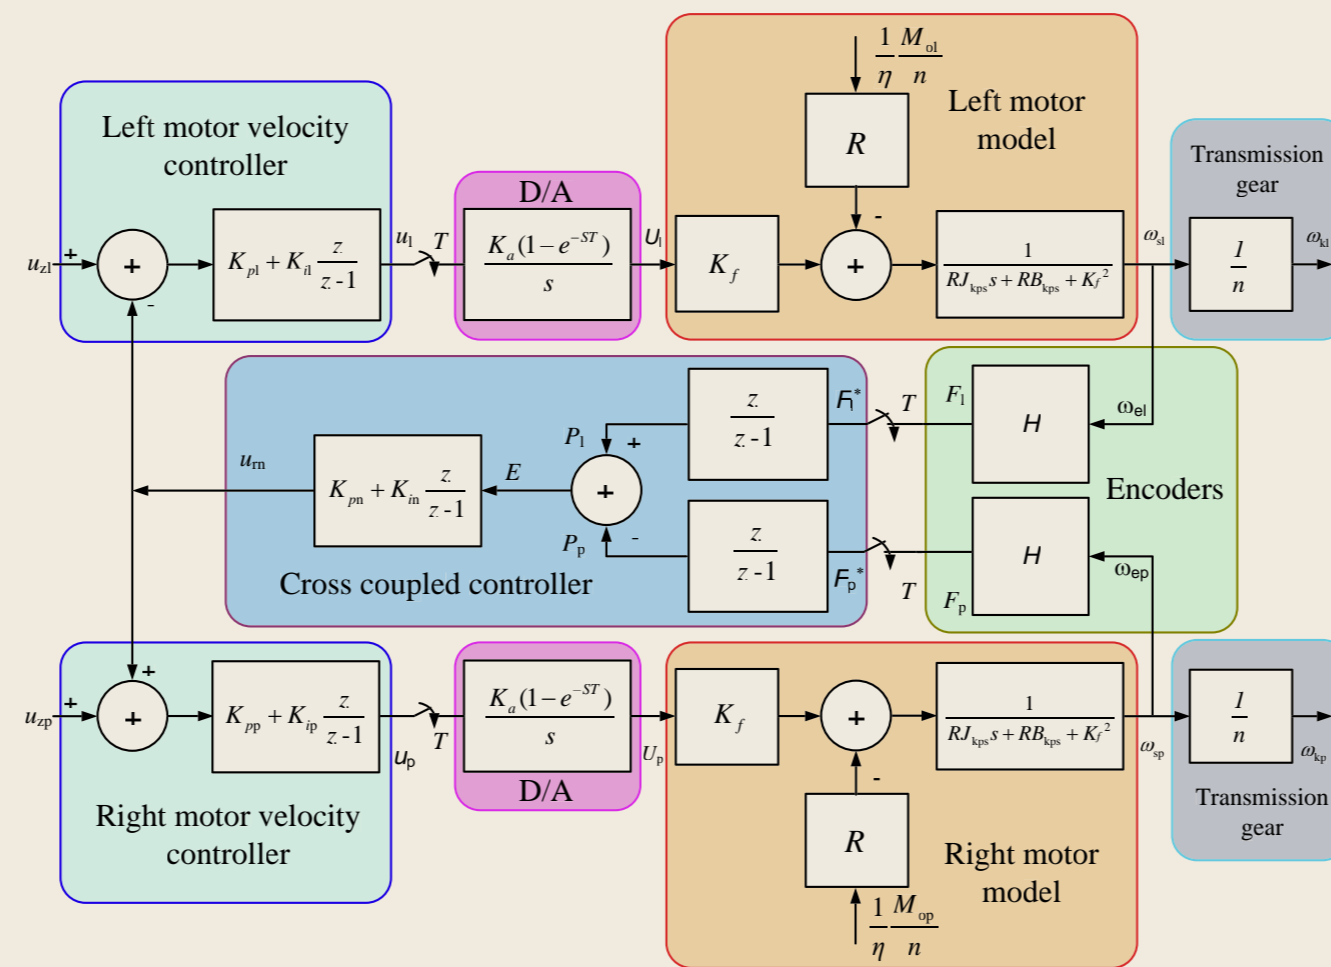 1/η M_ol/n
Left motor velocity
controller
D/A
R
Left motor
model
Transmission
gear
u_zl
+
+
-
K_pl + K_il z/(z-1)
u_l
T
K_a(1-e^{-ST})/s
U_l
K_f
-
+
1/(RJ_kps s + RB_kps + K_f^2)
ω_sl
1/n
ω_kl
u_rn
K_pn + K_in z/(z-1)
E
P_l
+
+
P_p
-
z/(z-1)
F_l*
T
F_l
H
ω_el
Encoders
z/(z-1)
F_p*
T
F_p
H
ω_ep
Cross coupled controller
u_zp
+
+
+
K_pp + K_ip z/(z-1)
u_p
T
K_a(1-e^{-ST})/s
D/A
U_p
K_f
+
-
1/(RJ_kps s + RB_kps + K_f^2)
ω_sp
1/n
ω_kp
Right motor velocity
controller
R
Right motor
model
Transmission
gear
1/η M_op/n